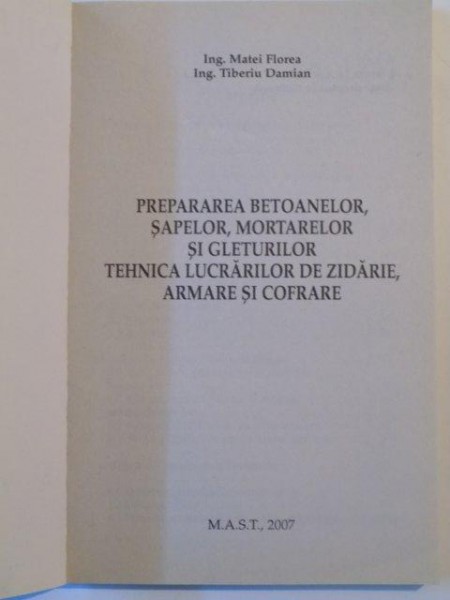 Ing. Matei Florea
Ing. Tiberiu Damian
PREPARAREA BETOANELOR,
ŞAPELOR, MORTARELOR
ŞI GLETURILOR
TEHNICA LUCRĂRILOR DE ZIDĂRIE,
ARMARE ŞI COFRARE
M.A.S.T., 2007